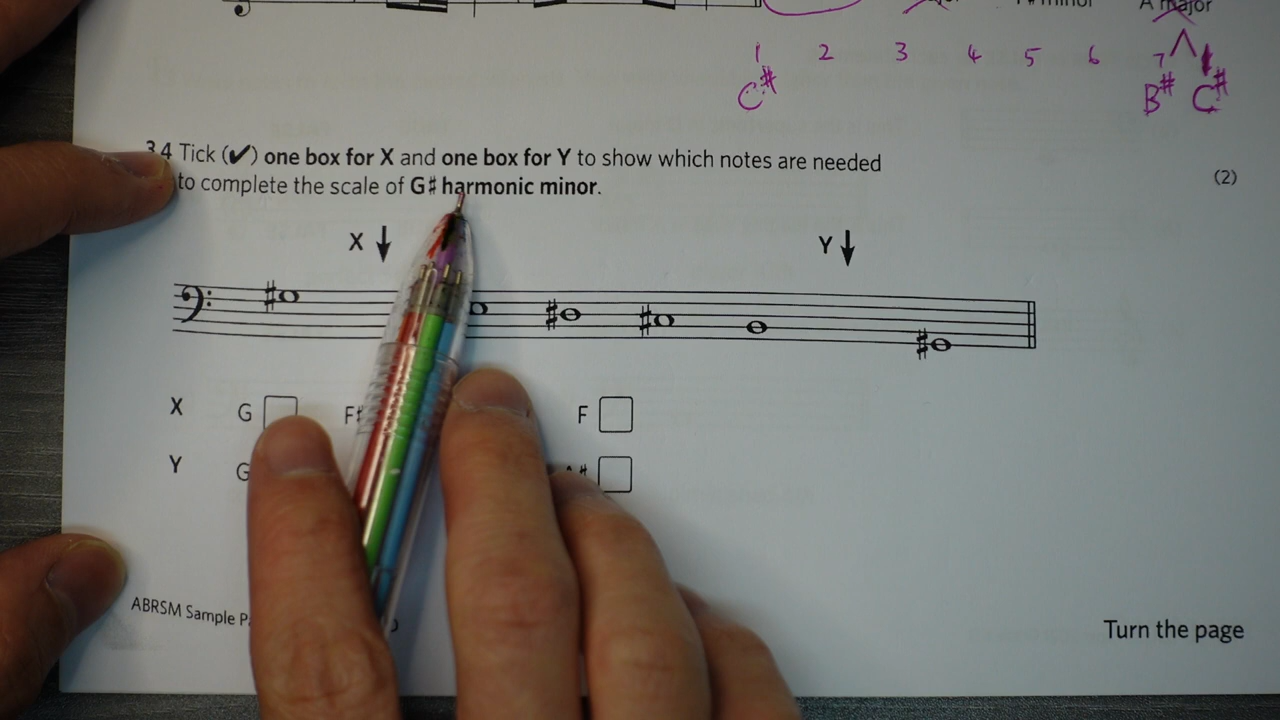 minor
A major
1 2 3 4 5 6 7 1
C# B# C#
3.4 Tick (✔) one box for X and one box for Y to show which notes are needed
to complete the scale of G♯ harmonic minor.
(2)
X Y
X G F
Y
ABRSM Sample
Turn the page